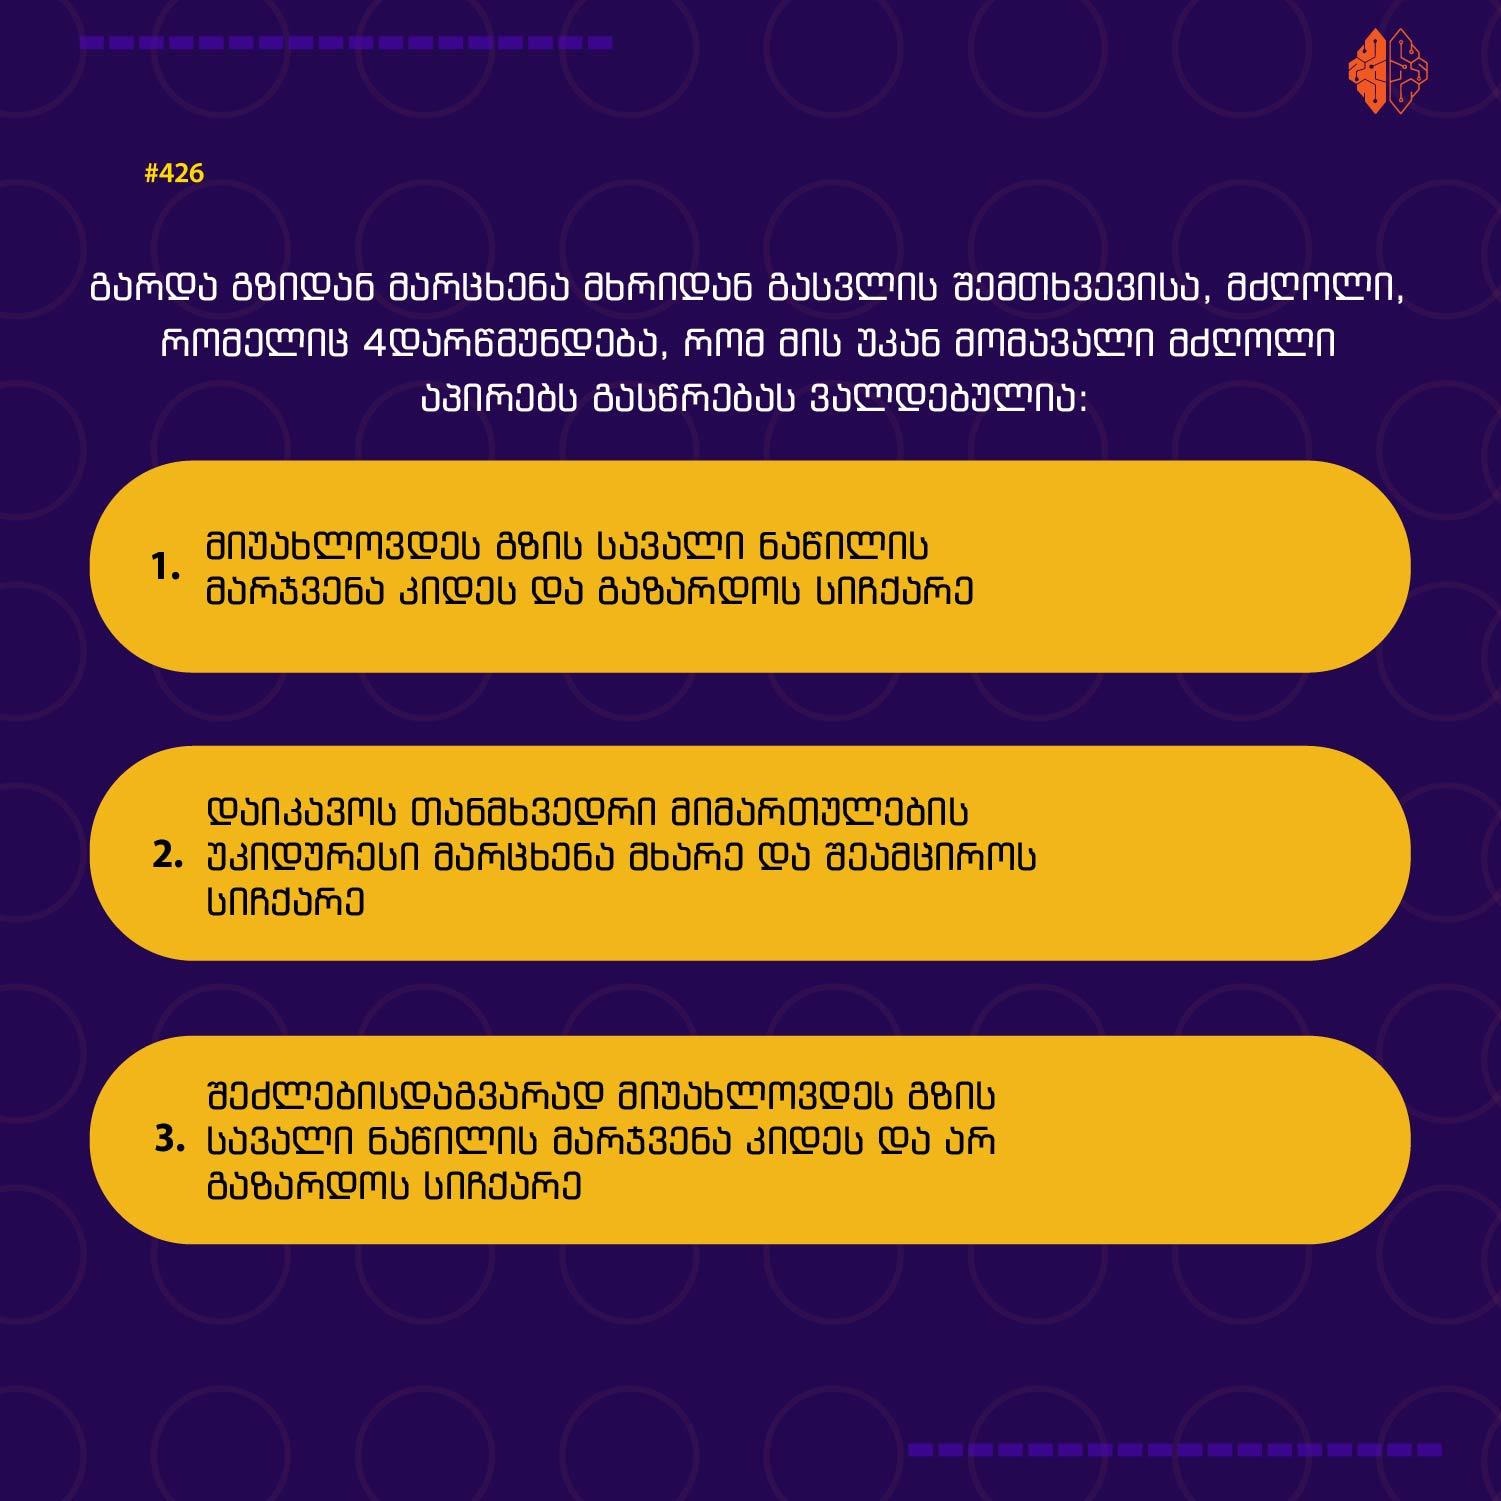 #426
გარდა გზიდან მარცხენა მხრიდან გასვლის შემთხვევისა, მძღოლი,
რომელიც 4დარწმუნდება, რომ მის უკან მომავალი მძღოლი
აპირებს გასწრებას ვალდებულია:
1. მიუახლოვდეს გზის სავალი ნაწილის
მარჯვენა კიდეს და გაზარდოს სიჩქარე
2. დაიკავოს თანმხვედრი მიმართულების
უკიდურესი მარცხენა მხარე და შეამციროს
სიჩქარე
3. შეძლებისდაგვარად მიუახლოვდეს გზის
სავალი ნაწილის მარჯვენა კიდეს და არ
გაზარდოს სიჩქარე